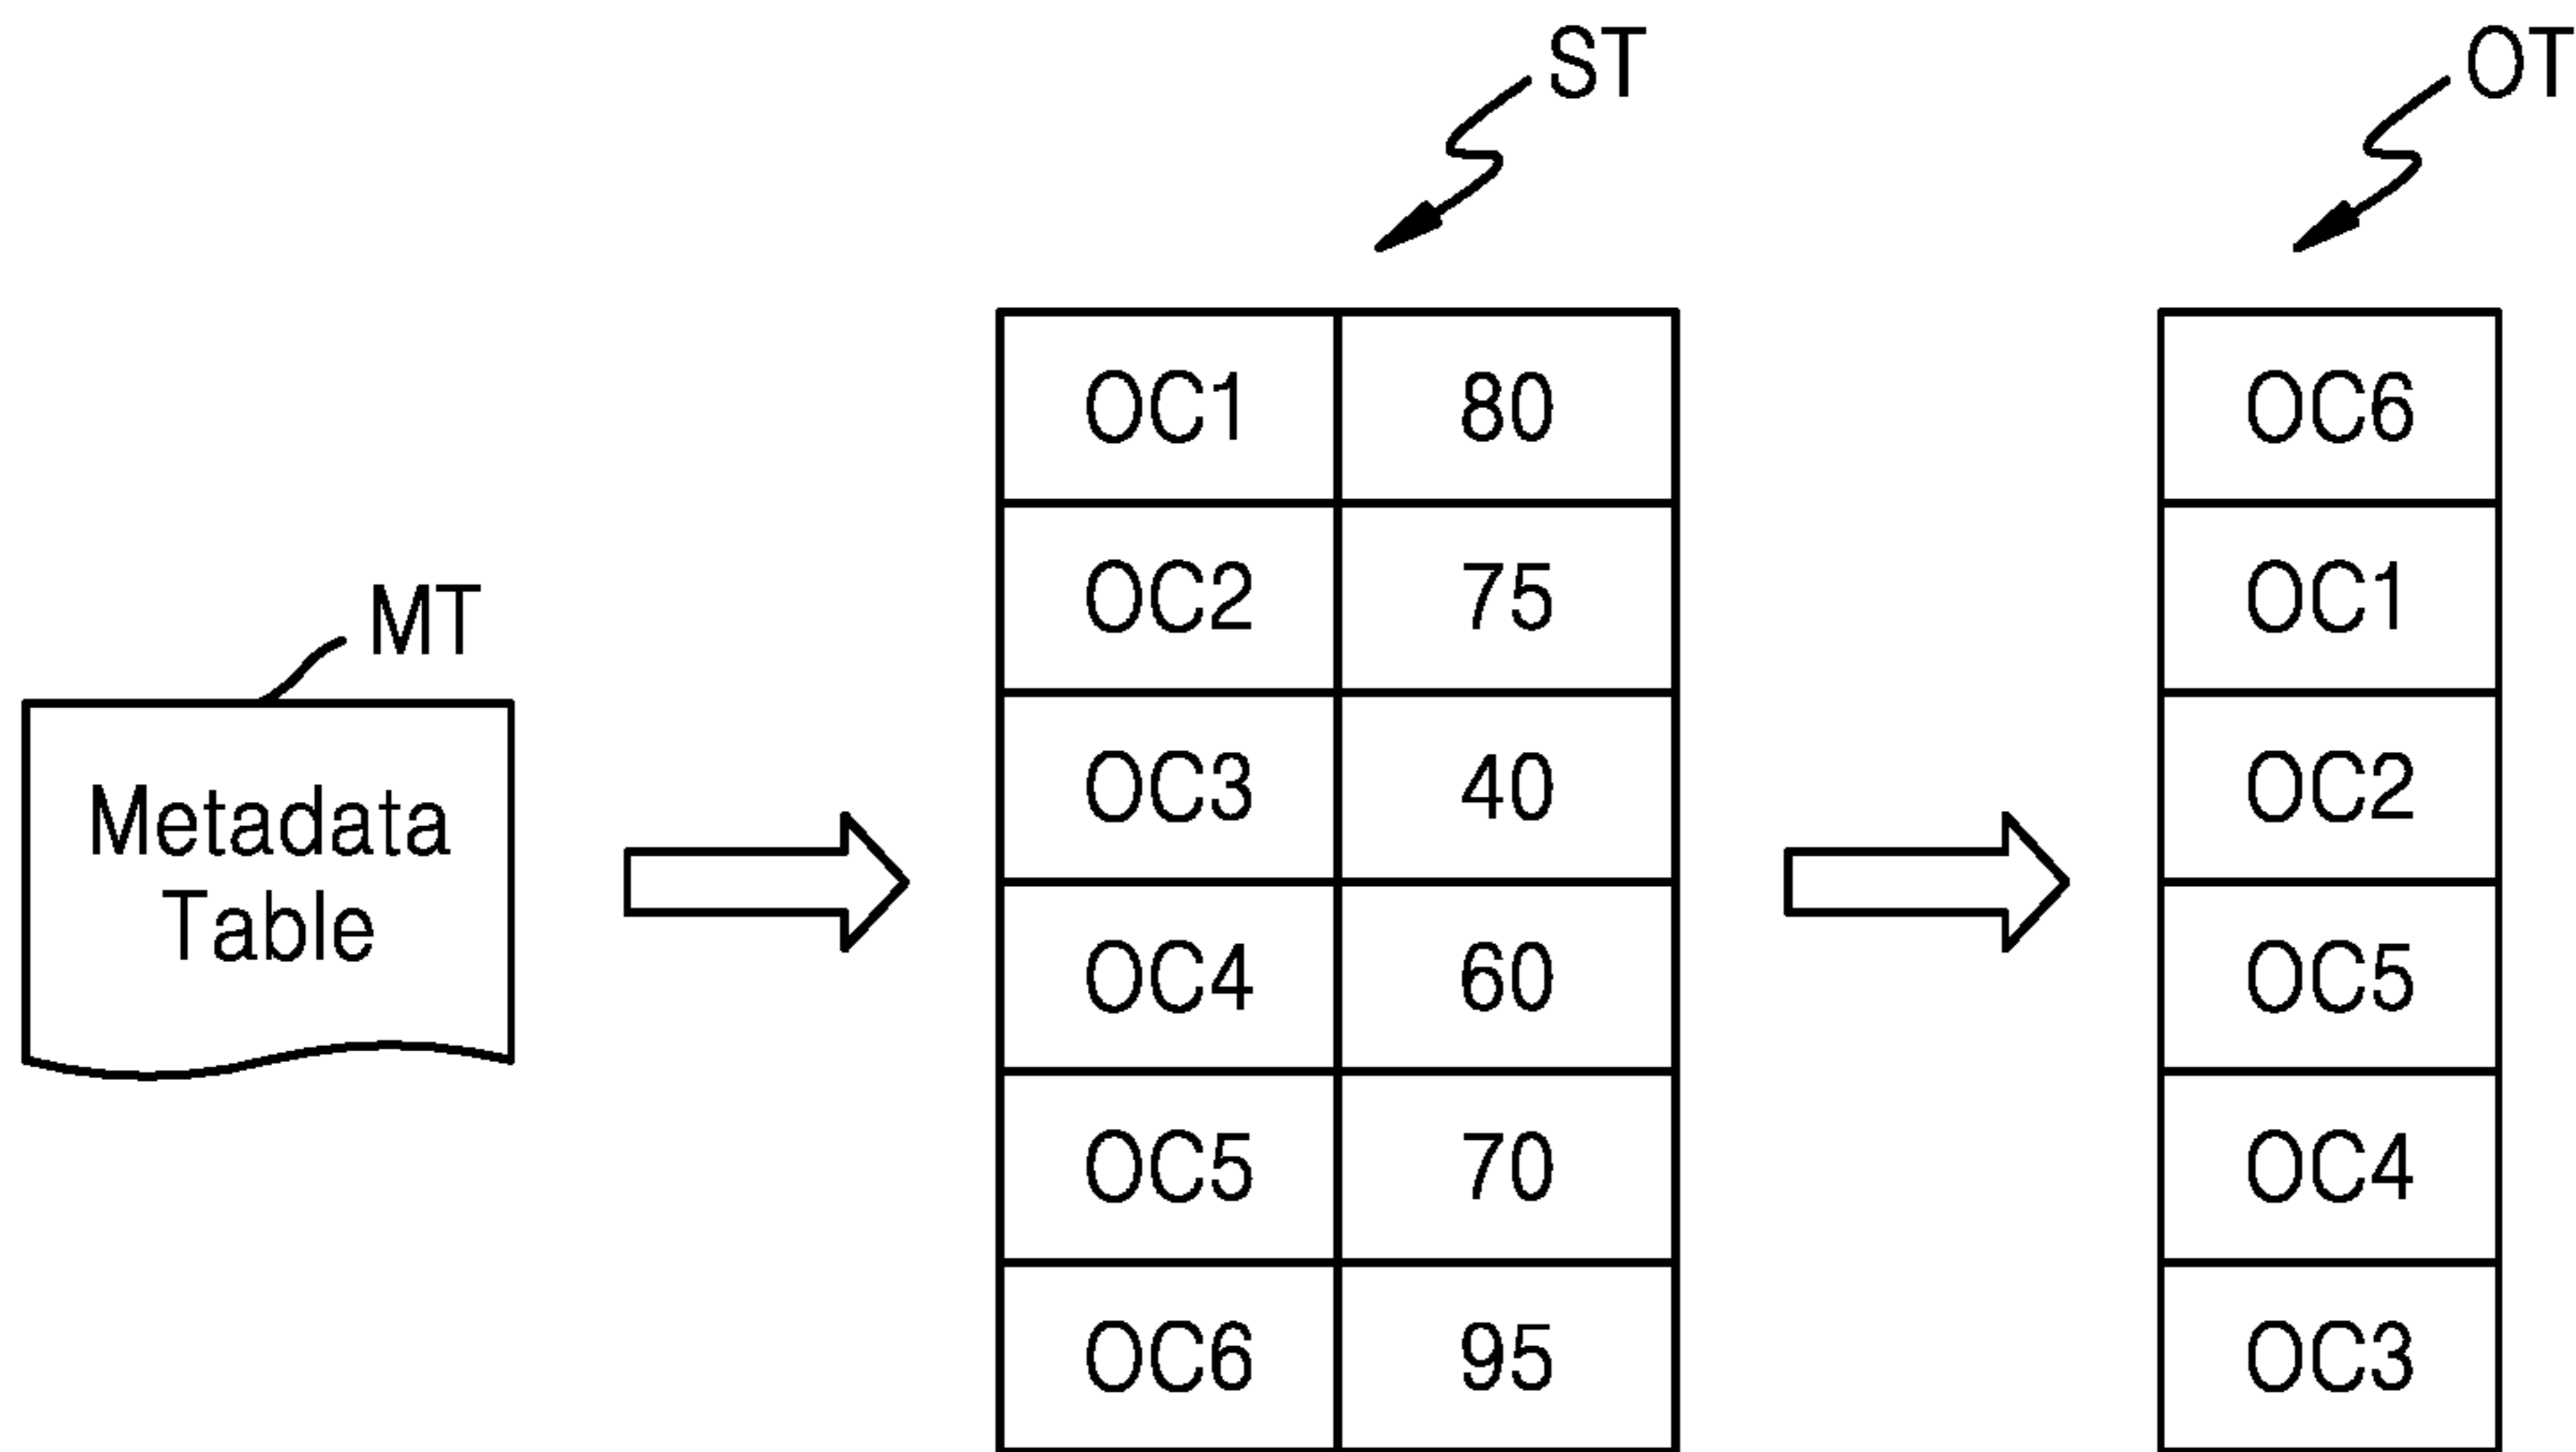 ST
OT
MT
Metadata
Table
OC1 80
OC2 75
OC3 40
OC4 60
OC5 70
OC6 95
OC6
OC1
OC2
OC5
OC4
OC3